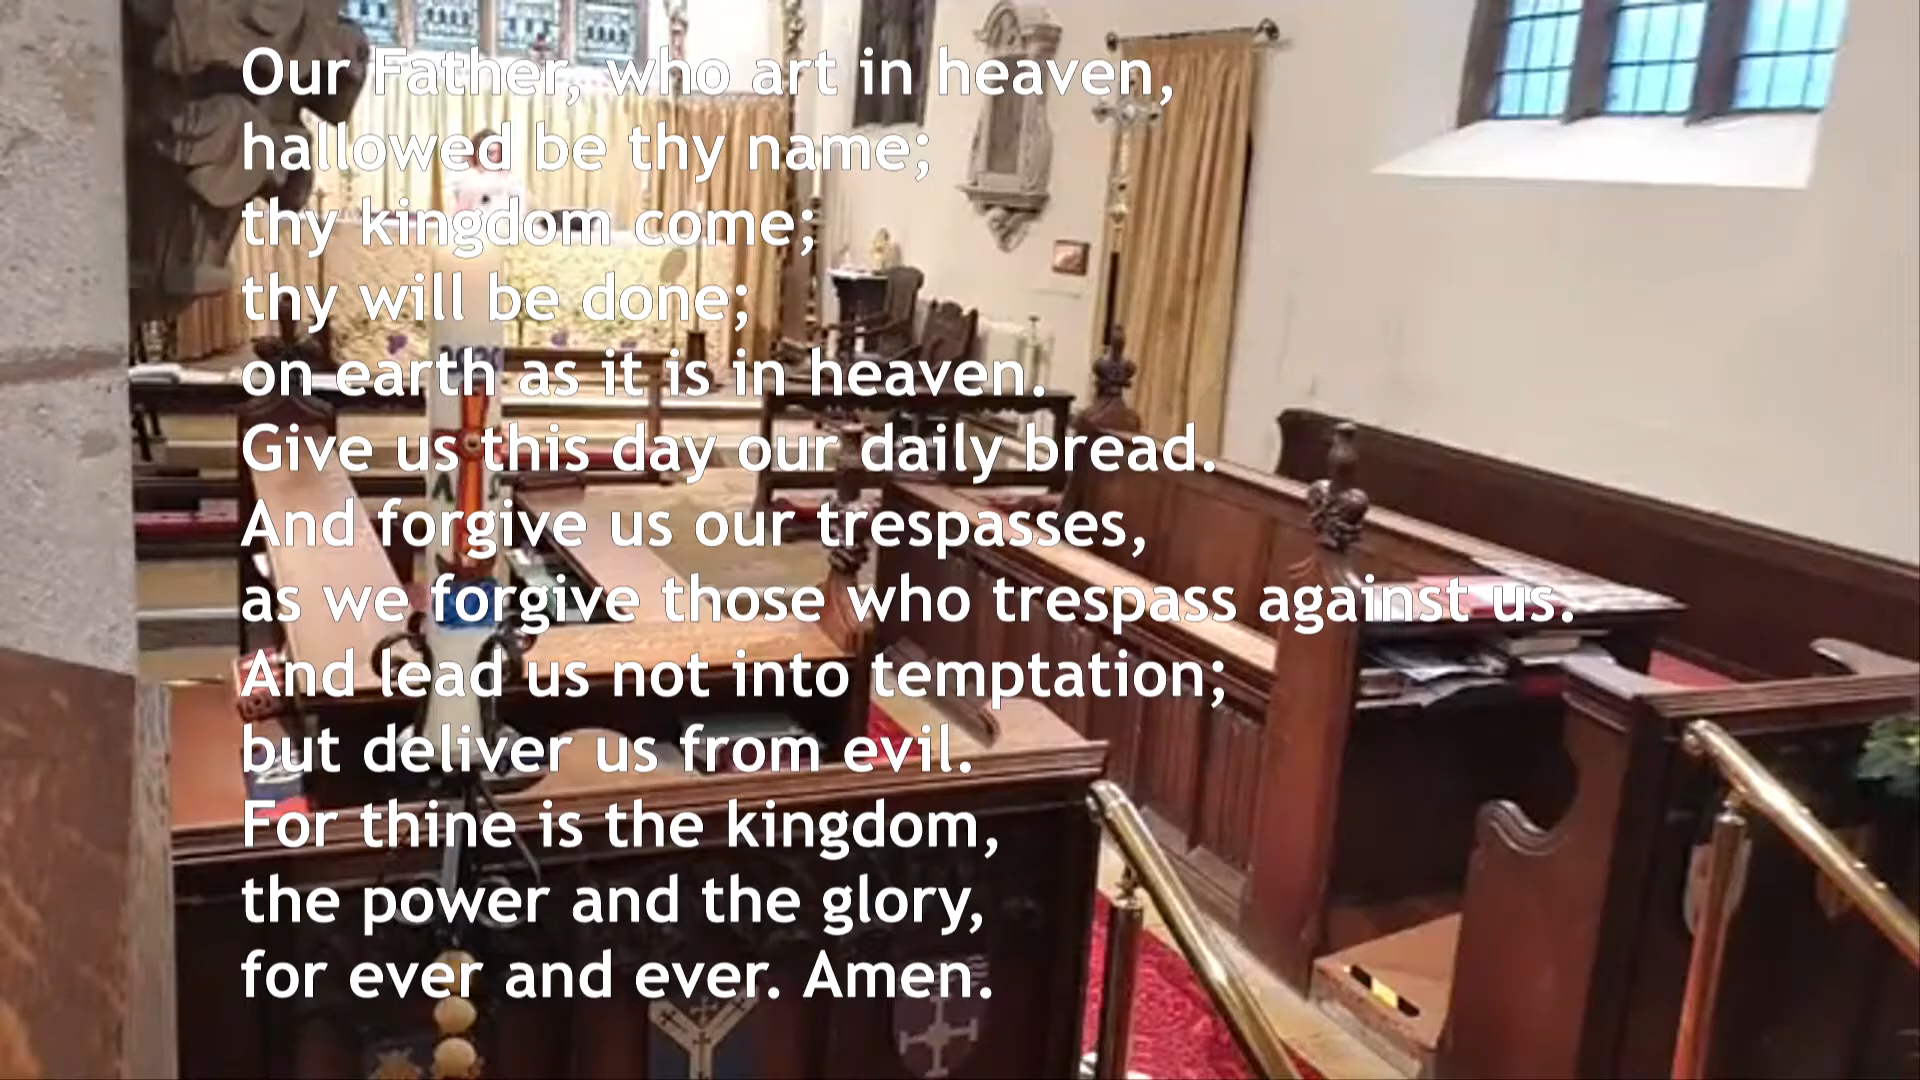 Our Father, who art in heaven,
hallowed be thy name;
thy kingdom come;
thy will be done;
on earth as it is in heaven.
Give us this day our daily bread.
And forgive us our trespasses,
as we forgive those who trespass against us.
And lead us not into temptation;
but deliver us from evil.
For thine is the kingdom,
the power and the glory,
for ever and ever. Amen.